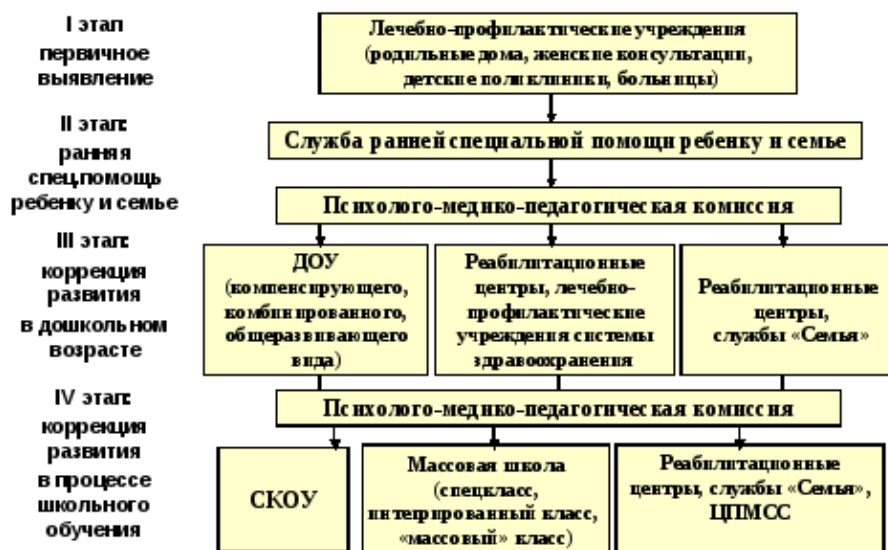 I этап
первичное
выявление
Лечебно-профилактические учреждения
(родильные дома, женские консультации,
детские поликлиники, больницы)
II этап:
ранняя
спец.помощь
ребенку и семье
Служба ранней специальной помощи ребенку и семье
Психолого-медико-педагогическая комиссия
III этап:
коррекция
развития
в дошкольном
возрасте
ДОУ
(компенсирующего,
комбинированного,
общеразвивающего
вида)
Реабилитационные
центры, лечебно-
профилактические
учреждения системы
здравоохранения
Реабилитационные
центры,
службы «Семья»
IV этап:
коррекция
развития
в процессе
школьного
обучения
Психолого-медико-педагогическая комиссия
СКОУ
Массовая школа
(спецкласс,
интегрированный класс,
«массовый» класс)
Реабилитационные
центры, службы «Семья»,
ЦПМСС